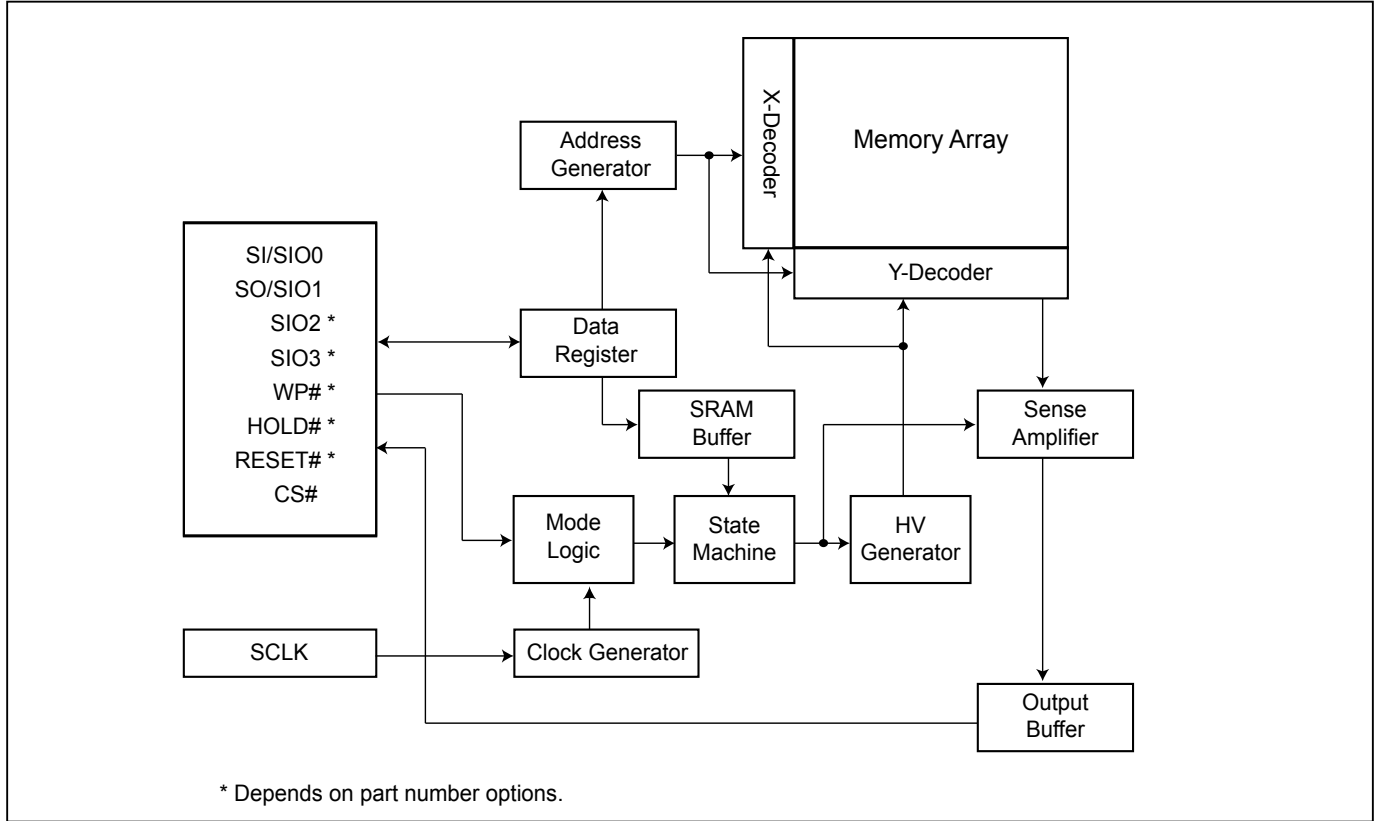 X-Decoder
Memory Array
Address
Generator
SI/SIO0
SO/SIO1
SIO2 *
SIO3 *
WP# *
HOLD# *
RESET# *
CS#
Y-Decoder
Data
Register
SRAM
Buffer
Sense
Amplifier
Mode
Logic
State
Machine
HV
Generator
SCLK
Clock Generator
Output
Buffer
* Depends on part number options.